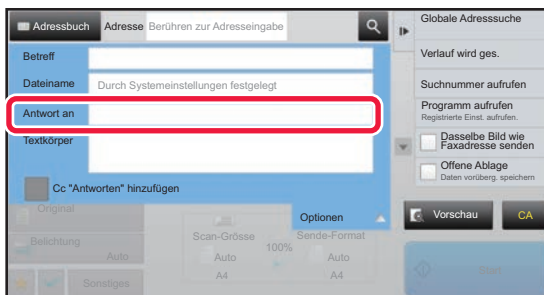 Adressbuch
Adresse
Berühren zur Adresseingabe
Betreff
Dateiname
Durch Systemeinstellungen festgelegt
Antwort an
Textkörper
Cc "Antworten" hinzufügen
Optionen
Original
Belichtung
Auto
Sonstiges
Scan-Grösse
Auto
A4
100%
Sende-Format
Auto
A4
Globale Adresssuche
Verlauf wird ges.
Suchnummer aufrufen
Programm aufrufen
Registrierte Einst. aufrufen.
Dasselbe Bild wie
Faxadresse senden
Offene Ablage
Daten vorüberg. speichern
Vorschau
CA
Start